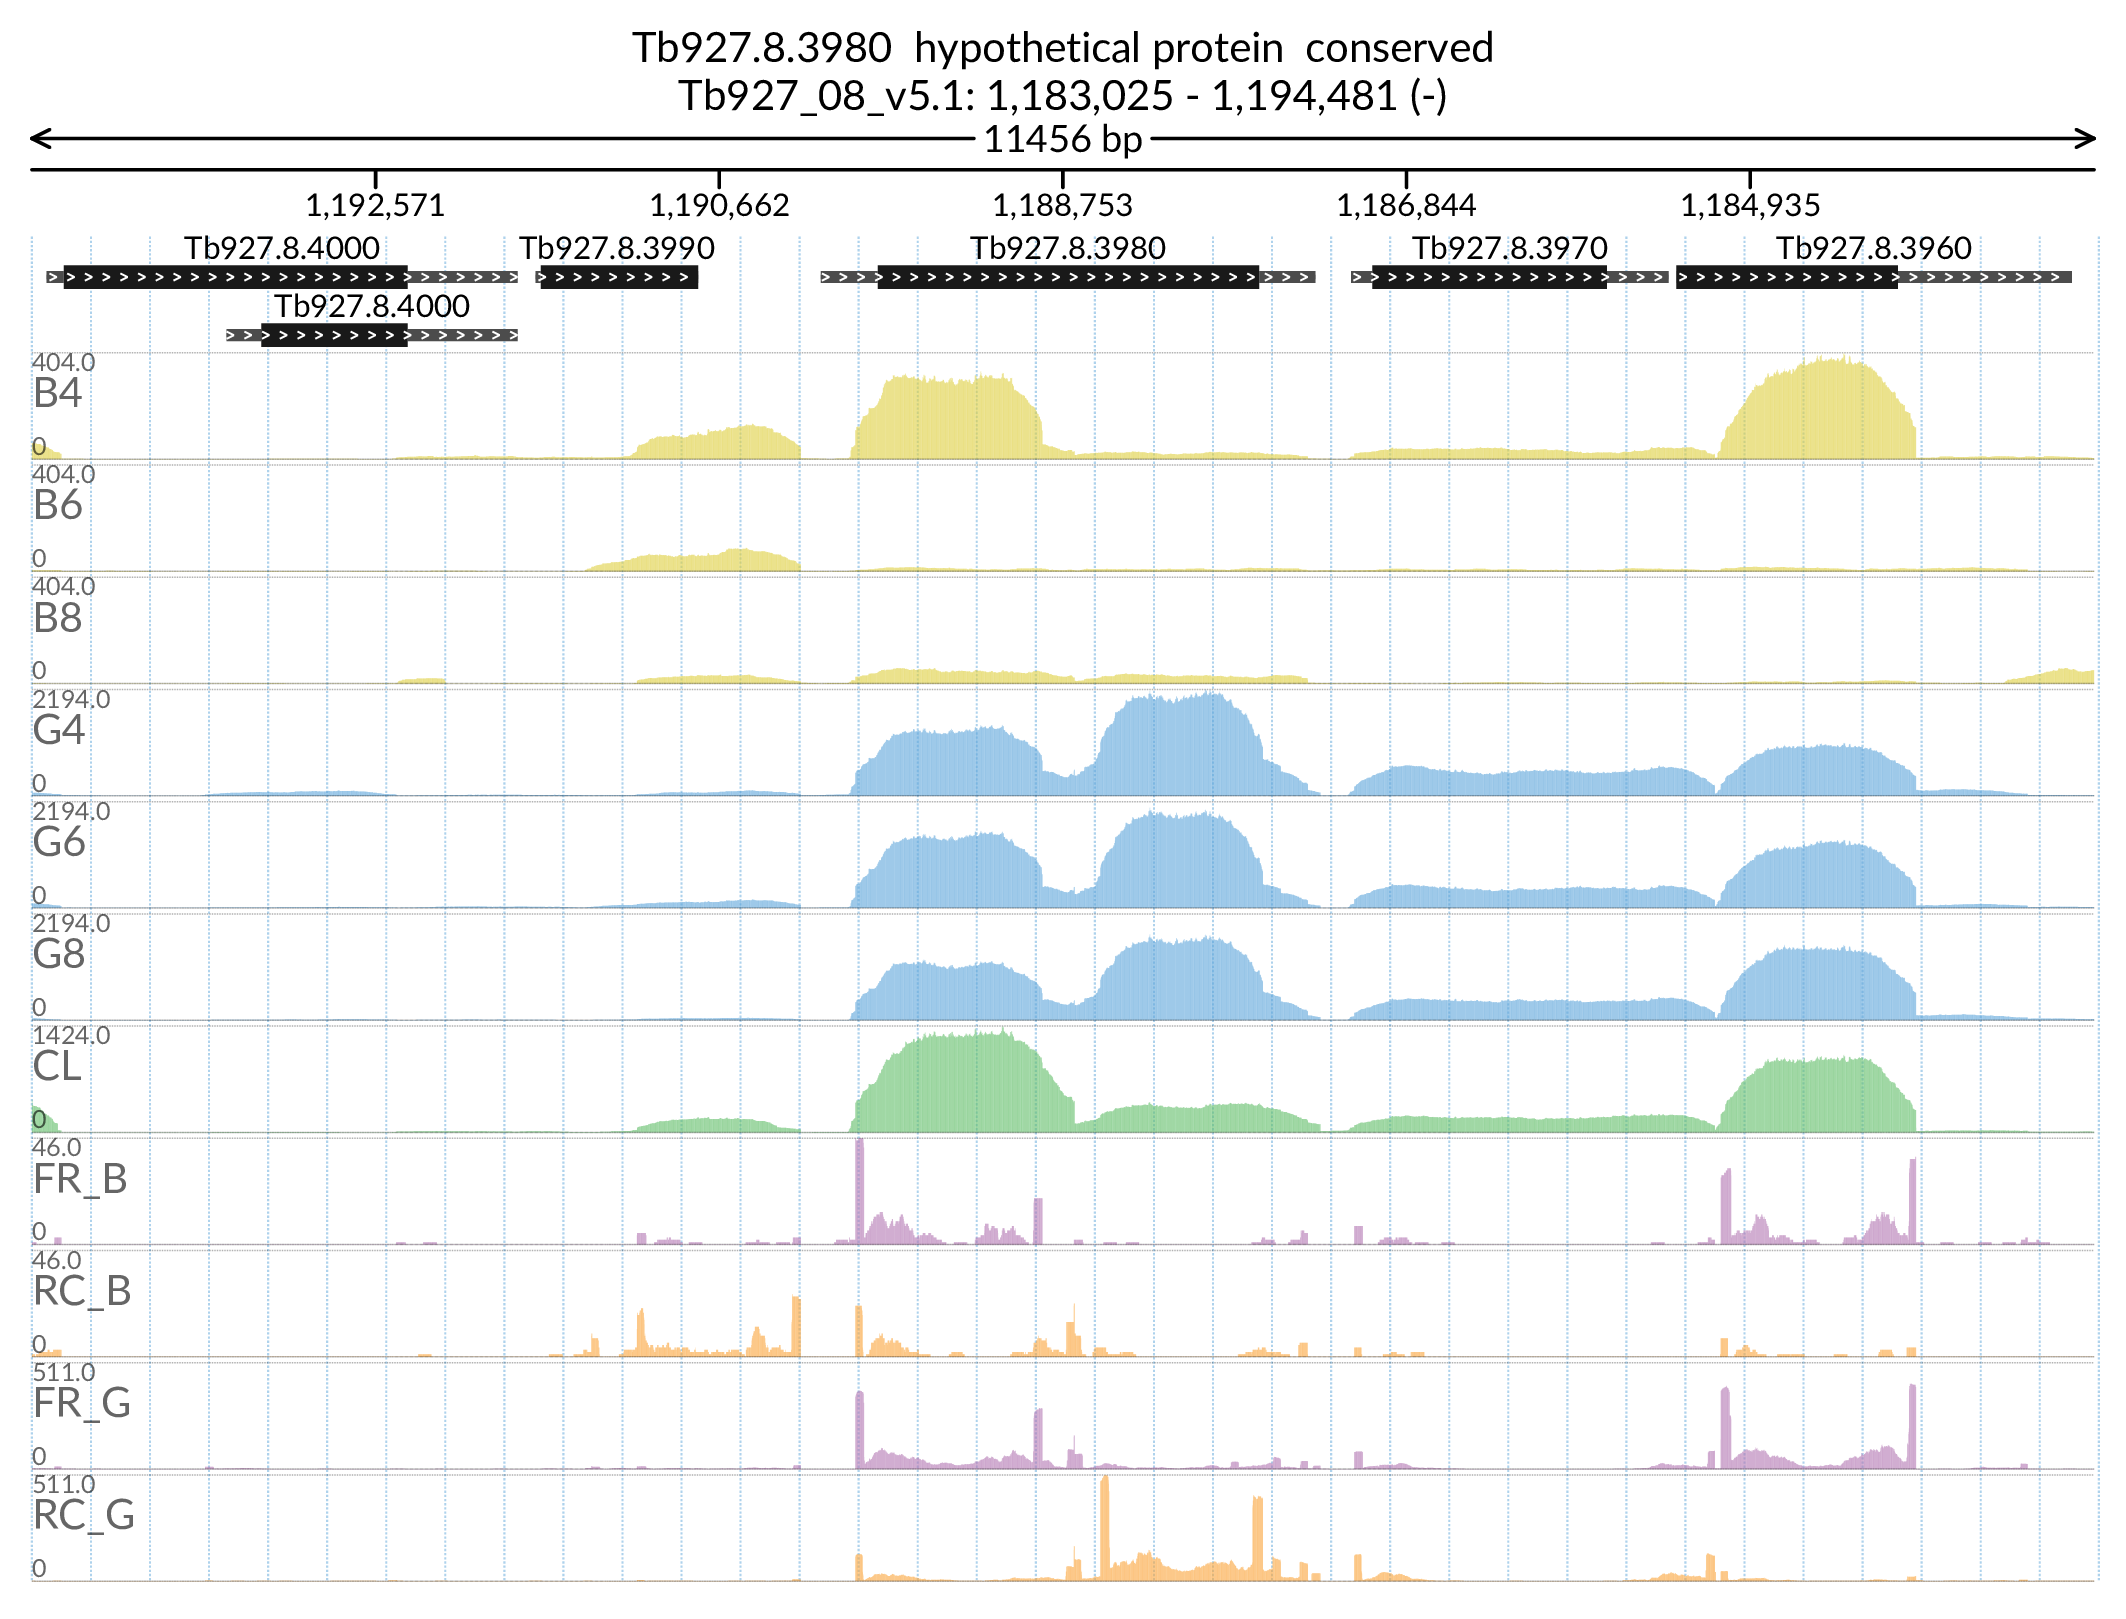 Tb927.8.3980  hypothetical protein  conserved
Tb927_08_v5.1: 1,183,025 - 1,194,481 (-)
11456 bp
1,192,571 1,190,662 1,188,753 1,186,844 1,184,935
Tb927.8.4000 Tb927.8.3990 Tb927.8.3980 Tb927.8.3970 Tb927.8.3960
Tb927.8.4000
404.0
B4
0
404.0
B6
0
404.0
B8
0
2194.0
G4
0
2194.0
G6
0
2194.0
G8
0
1424.0
CL
0
46.0
FR_B
0
46.0
RC_B
0
511.0
FR_G
0
511.0
RC_G
0